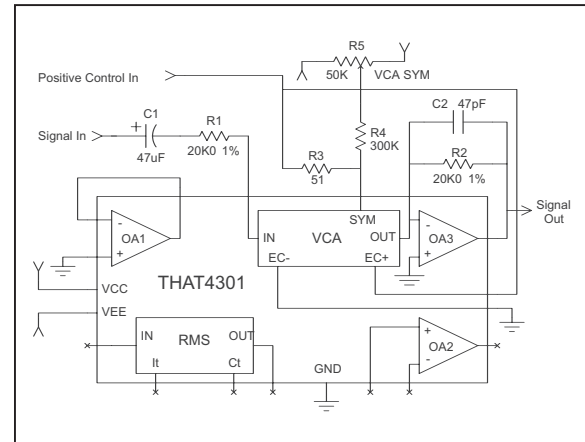 R5
50K
VCA SYM
Positive Control In
C1
+
47uF
Signal In
R1
20K0 1%
R3
51
R4
300K
C2
47pF
R2
20K0 1%
Signal
Out
-
+
OA1
SYM
IN
VCA
OUT
EC-
EC+
-
+
OA3
THAT4301
VCC
VEE
IN
RMS
OUT
It
Ct
GND
+
-
OA2